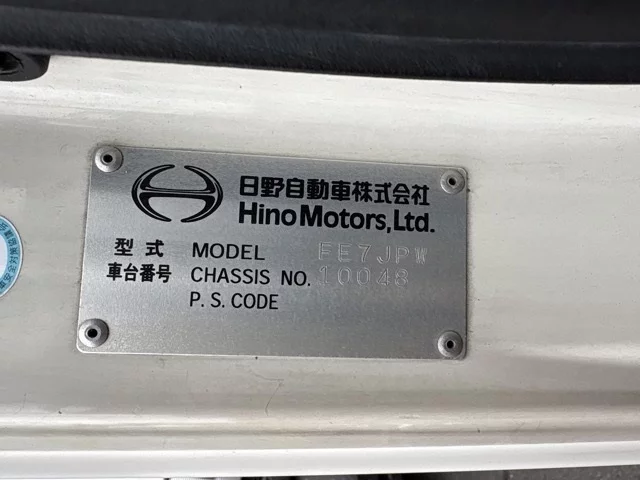 日野自動車株式会社
Hino Motors, Ltd.
型式 MODEL FE7JPW
車台番号 CHASSIS NO. 10048
P. S. CODE